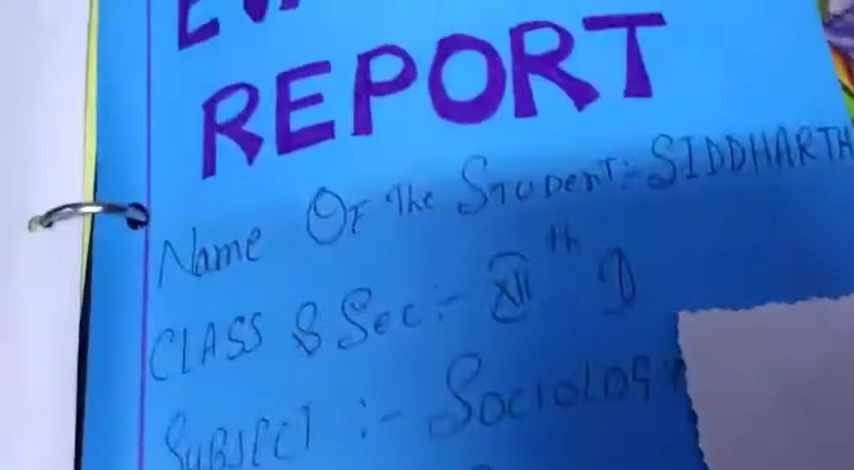 REPORT
Name Of The Student:- SIDDHARTH
CLASS & Sec:- XIIth D
SUBJECT :- Sociology